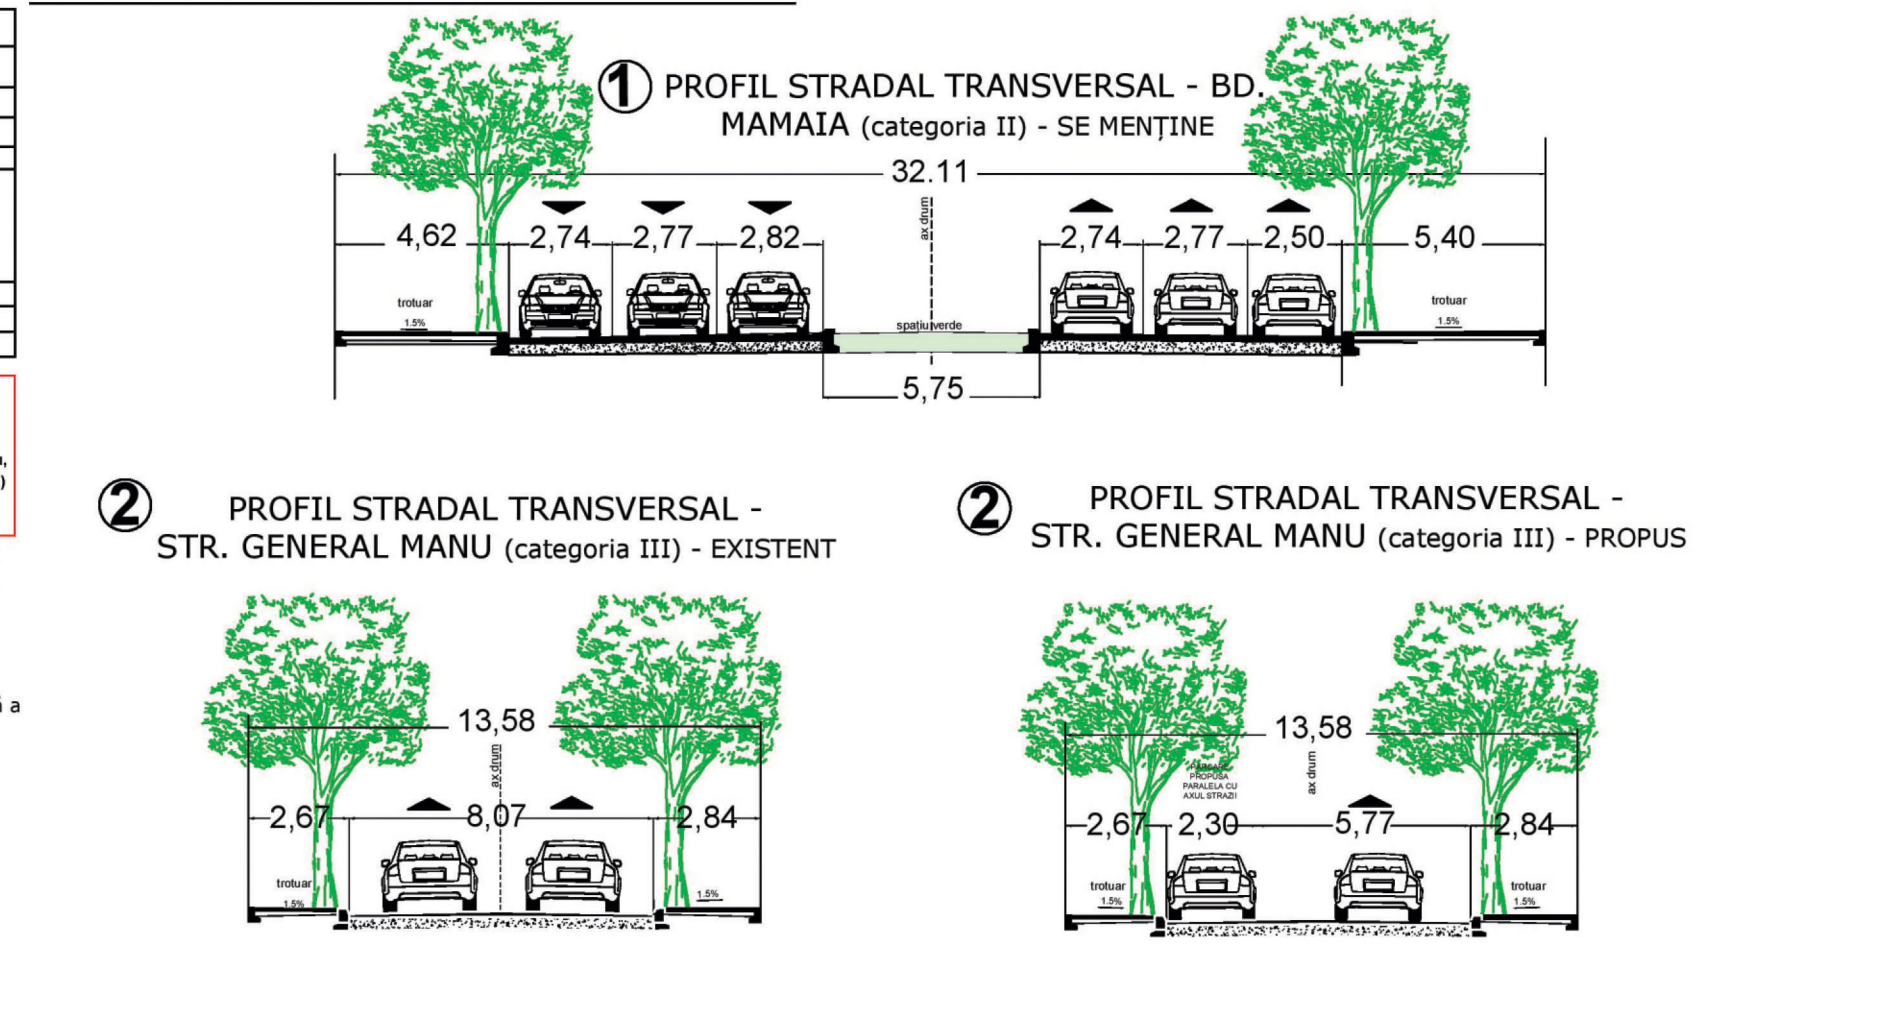 1 PROFIL STRADAL TRANSVERSAL - BD.
MAMAIA (categoria II) - SE MENȚINE
32.11
ax drum
4,62 2,74 2,77 2,82 2,74 2,77 2,50 5,40
trotuar trotuar
1.5% 1.5%
spațiu verde
5,75
,
)
a
2 PROFIL STRADAL TRANSVERSAL -
STR. GENERAL MANU (categoria III) - EXISTENT
13,58
ax drum
2,67 8,07 2,84
trotuar
1.5% 1.5%
2 PROFIL STRADAL TRANSVERSAL -
STR. GENERAL MANU (categoria III) - PROPUS
13,58
ax drum
PARCARE
PROPUSA
PARALELA CU
AXUL STRAZII
2,67 2,30 5,77 2,84
trotuar trotuar
1.5% 1.5%